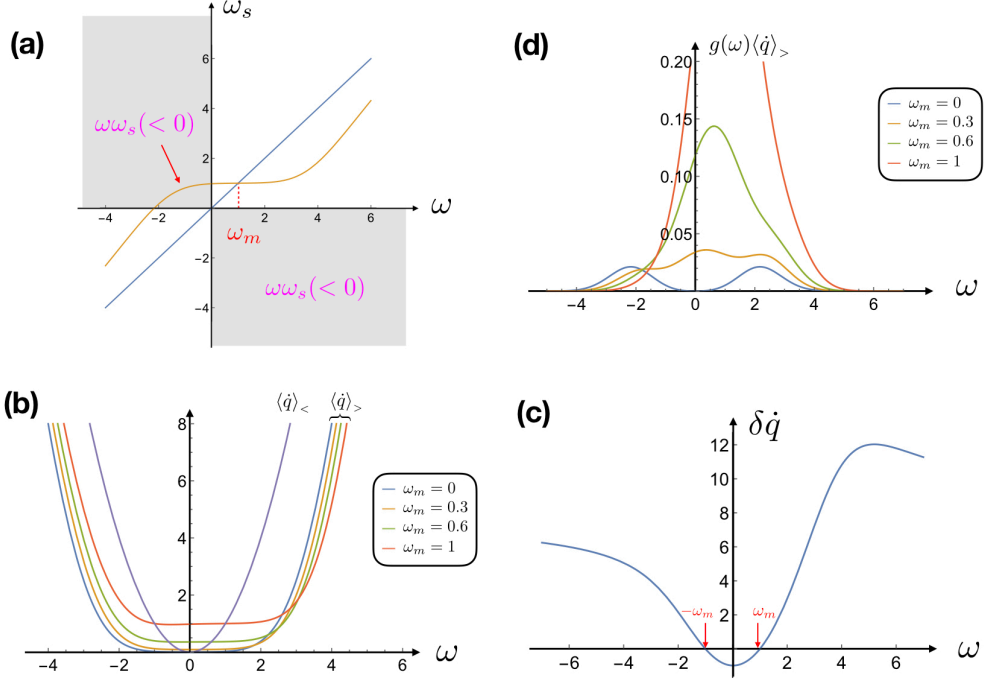 (a)
ω_s
6
4
2
ωω_s(< 0)
−4
−2
2
4
6
ω
ω_m
−2
−4
ωω_s(< 0)
(d)
g(ω)⟨q̇⟩_>
0.20
0.15
0.10
0.05
−4
−2
0
2
4
6
ω
ω_m = 0
ω_m = 0.3
ω_m = 0.6
ω_m = 1
(b)
⟨q̇⟩_<
⟨q̇⟩_>
8
6
4
2
−4
−2
0
2
4
6
ω
ω_m = 0
ω_m = 0.3
ω_m = 0.6
ω_m = 1
(c)
δq̇
12
10
8
6
4
2
−ω_m
ω_m
−6
−4
−2
0
2
4
6
ω